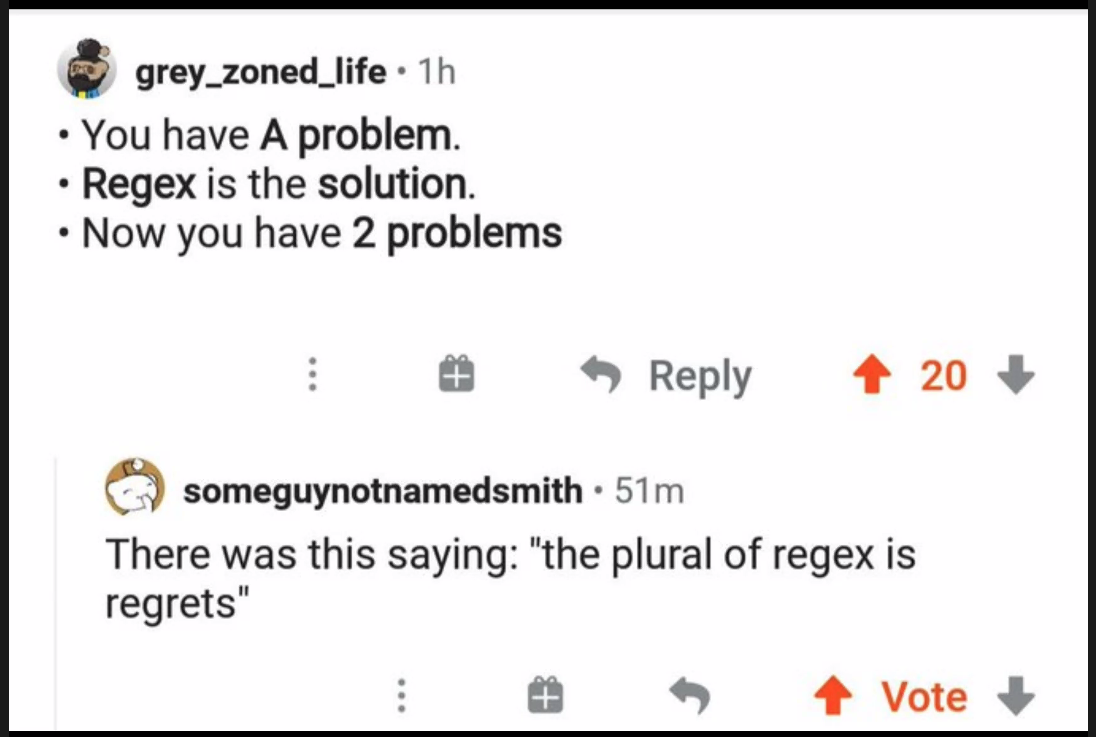 grey_zoned_life • 1h
• You have A problem.
• Regex is the solution.
• Now you have 2 problems
Reply 20
someguynotnamedsmith • 51m
There was this saying: "the plural of regex is
regrets"
Vote